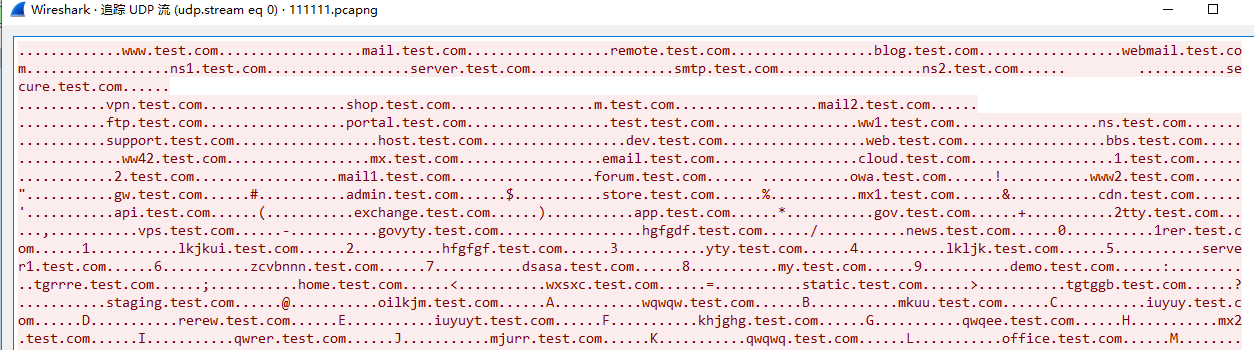 Wireshark · 追踪 UDP 流 (udp.stream eq 0) · 111111.pcapng
............www.test.com.................mail.test.com.................remote.test.com.................blog.test.com.................webmail.test.co
m.................ns1.test.com.................server.test.com.................smtp.test.com.................ns2.test.com......	...........se
cure.test.com......
...........vpn.test.com.................shop.test.com.................m.test.com.................mail2.test.com......
...........ftp.test.com.................portal.test.com.................test.test.com.................ww1.test.com.................ns.test.com......
...........support.test.com.................host.test.com.................dev.test.com.................web.test.com.................bbs.test.com......
............ww42.test.com.................mx.test.com.................email.test.com.................cloud.test.com.................1.test.com......
...........2.test.com.................mail1.test.com.................forum.test.com...... ..........owa.test.com......!..........www2.test.com......
"..........gw.test.com......#..........admin.test.com......$..........store.test.com......%..........mx1.test.com......&..........cdn.test.com......
'..........api.test.com......(..........exchange.test.com......)..........app.test.com......*..........gov.test.com......+..........2tty.test.com...
...,..........vps.test.com......-..........govyty.test.com.................hgfgdf.test.com....../..........news.test.com......0..........1rer.test.c
om......1..........lkjkui.test.com......2..........hfgfgf.test.com......3..........yty.test.com......4..........lkljk.test.com......5..........serve
r1.test.com......6..........zcvbnnn.test.com......7..........dsasa.test.com......8..........my.test.com......9..........demo.test.com......:........
..tgrrre.test.com......;..........home.test.com......<..........wxsxc.test.com......=..........static.test.com......>..........tgtggb.test.com......?
..........staging.test.com......@..........oilkjm.test.com......A..........wqwqw.test.com......B..........mkuu.test.com......C..........iuyuy.test.c
om......D..........rerew.test.com......E..........iuyuyt.test.com......F..........khjghg.test.com......G..........qwqee.test.com......H..........mx2
.test.com......I..........qwrer.test.com......J..........mjurr.test.com......K..........qwqwq.test.com......L..........office.test.com......M.......